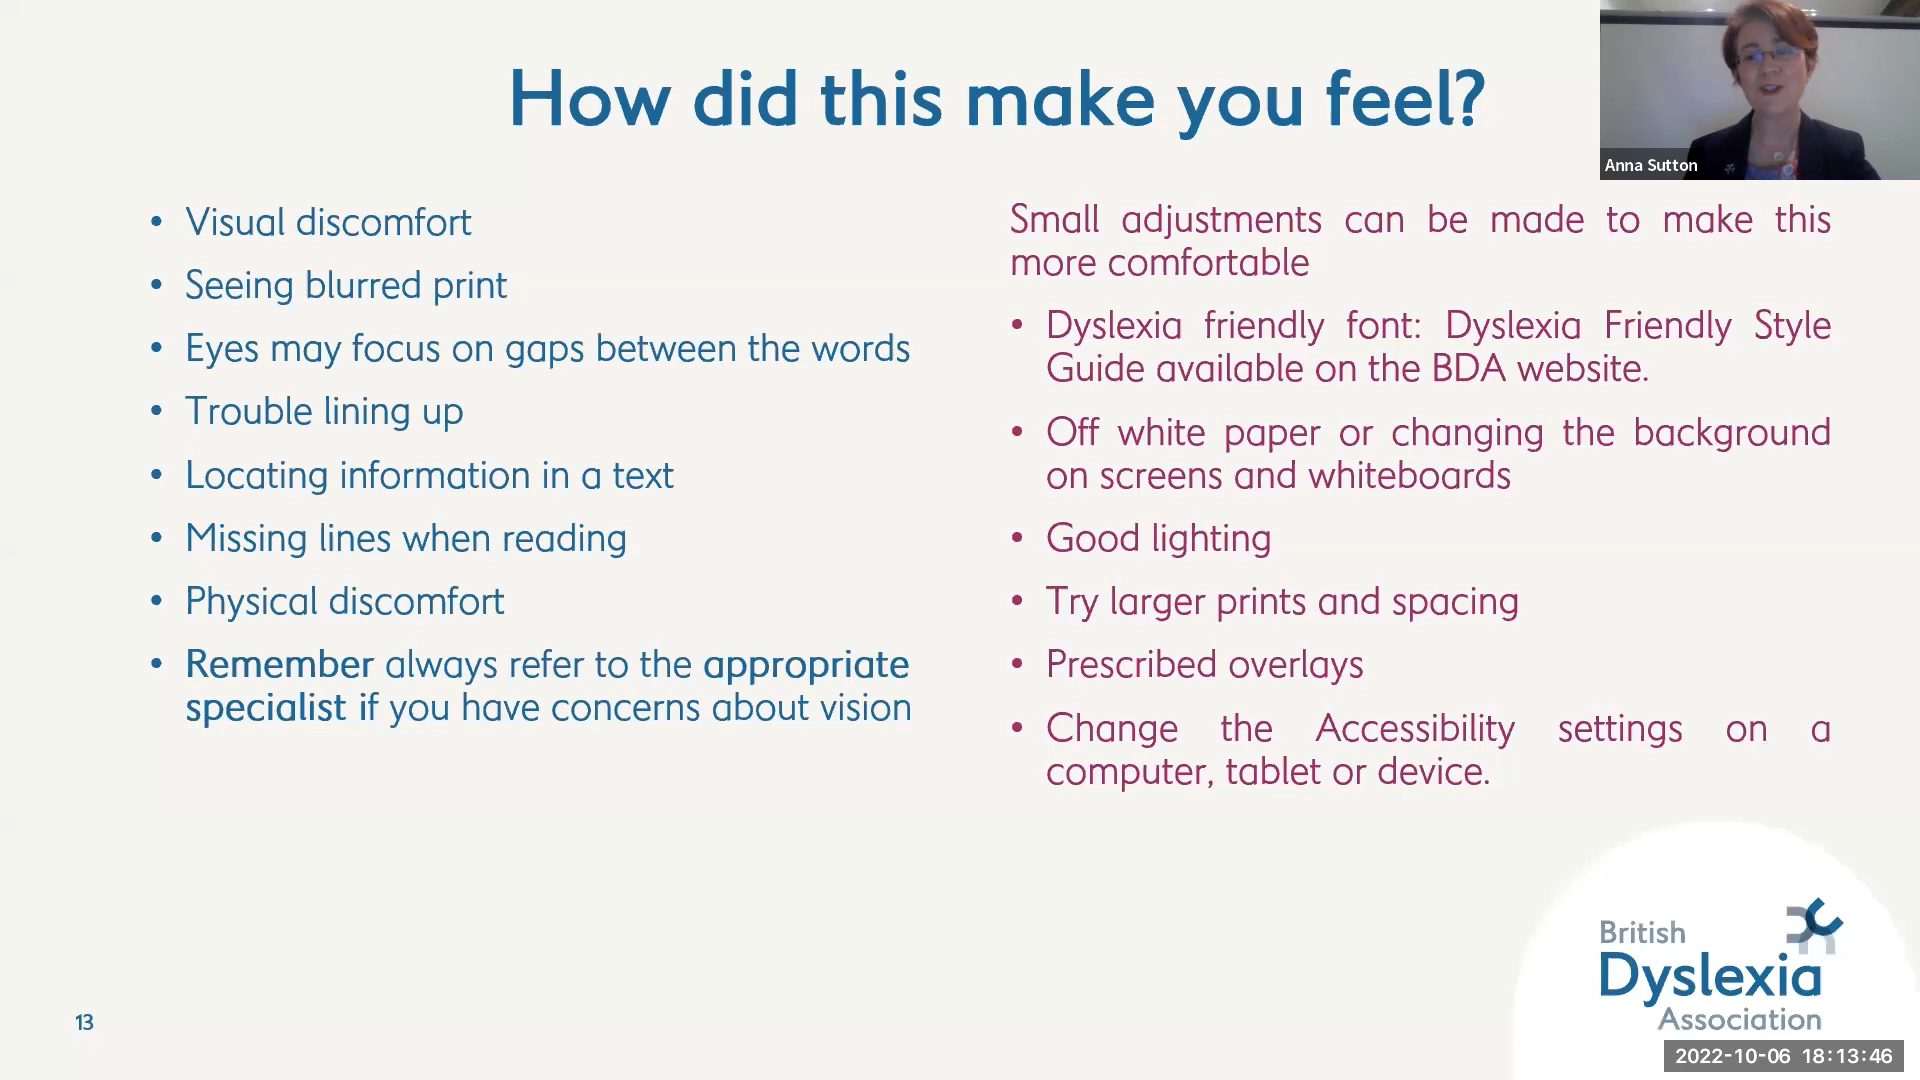 How did this make you feel?
Anna Sutton
• Visual discomfort
• Seeing blurred print
• Eyes may focus on gaps between the words
• Trouble lining up
• Locating information in a text
• Missing lines when reading
• Physical discomfort
• Remember always refer to the appropriate
specialist if you have concerns about vision
Small adjustments can be made to make this
more comfortable
• Dyslexia friendly font: Dyslexia Friendly Style
Guide available on the BDA website.
• Off white paper or changing the background
on screens and whiteboards
• Good lighting
• Try larger prints and spacing
• Prescribed overlays
• Change the Accessibility settings on a
computer, tablet or device.
British
Dyslexia
Association
13
2022-10-06 18:13:46